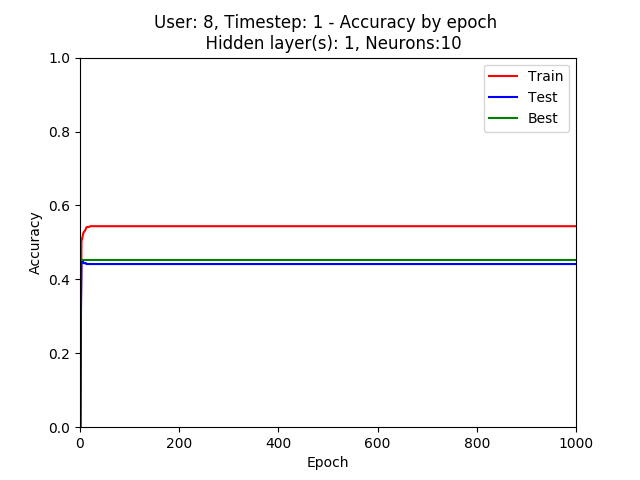 User: 8, Timestep: 1 - Accuracy by epoch
Hidden layer(s): 1, Neurons:10
1.0
Train
Test
Best
0.8
0.6
Accuracy
0.4
0.2
0.0
0 200 400 600 800 1000
Epoch